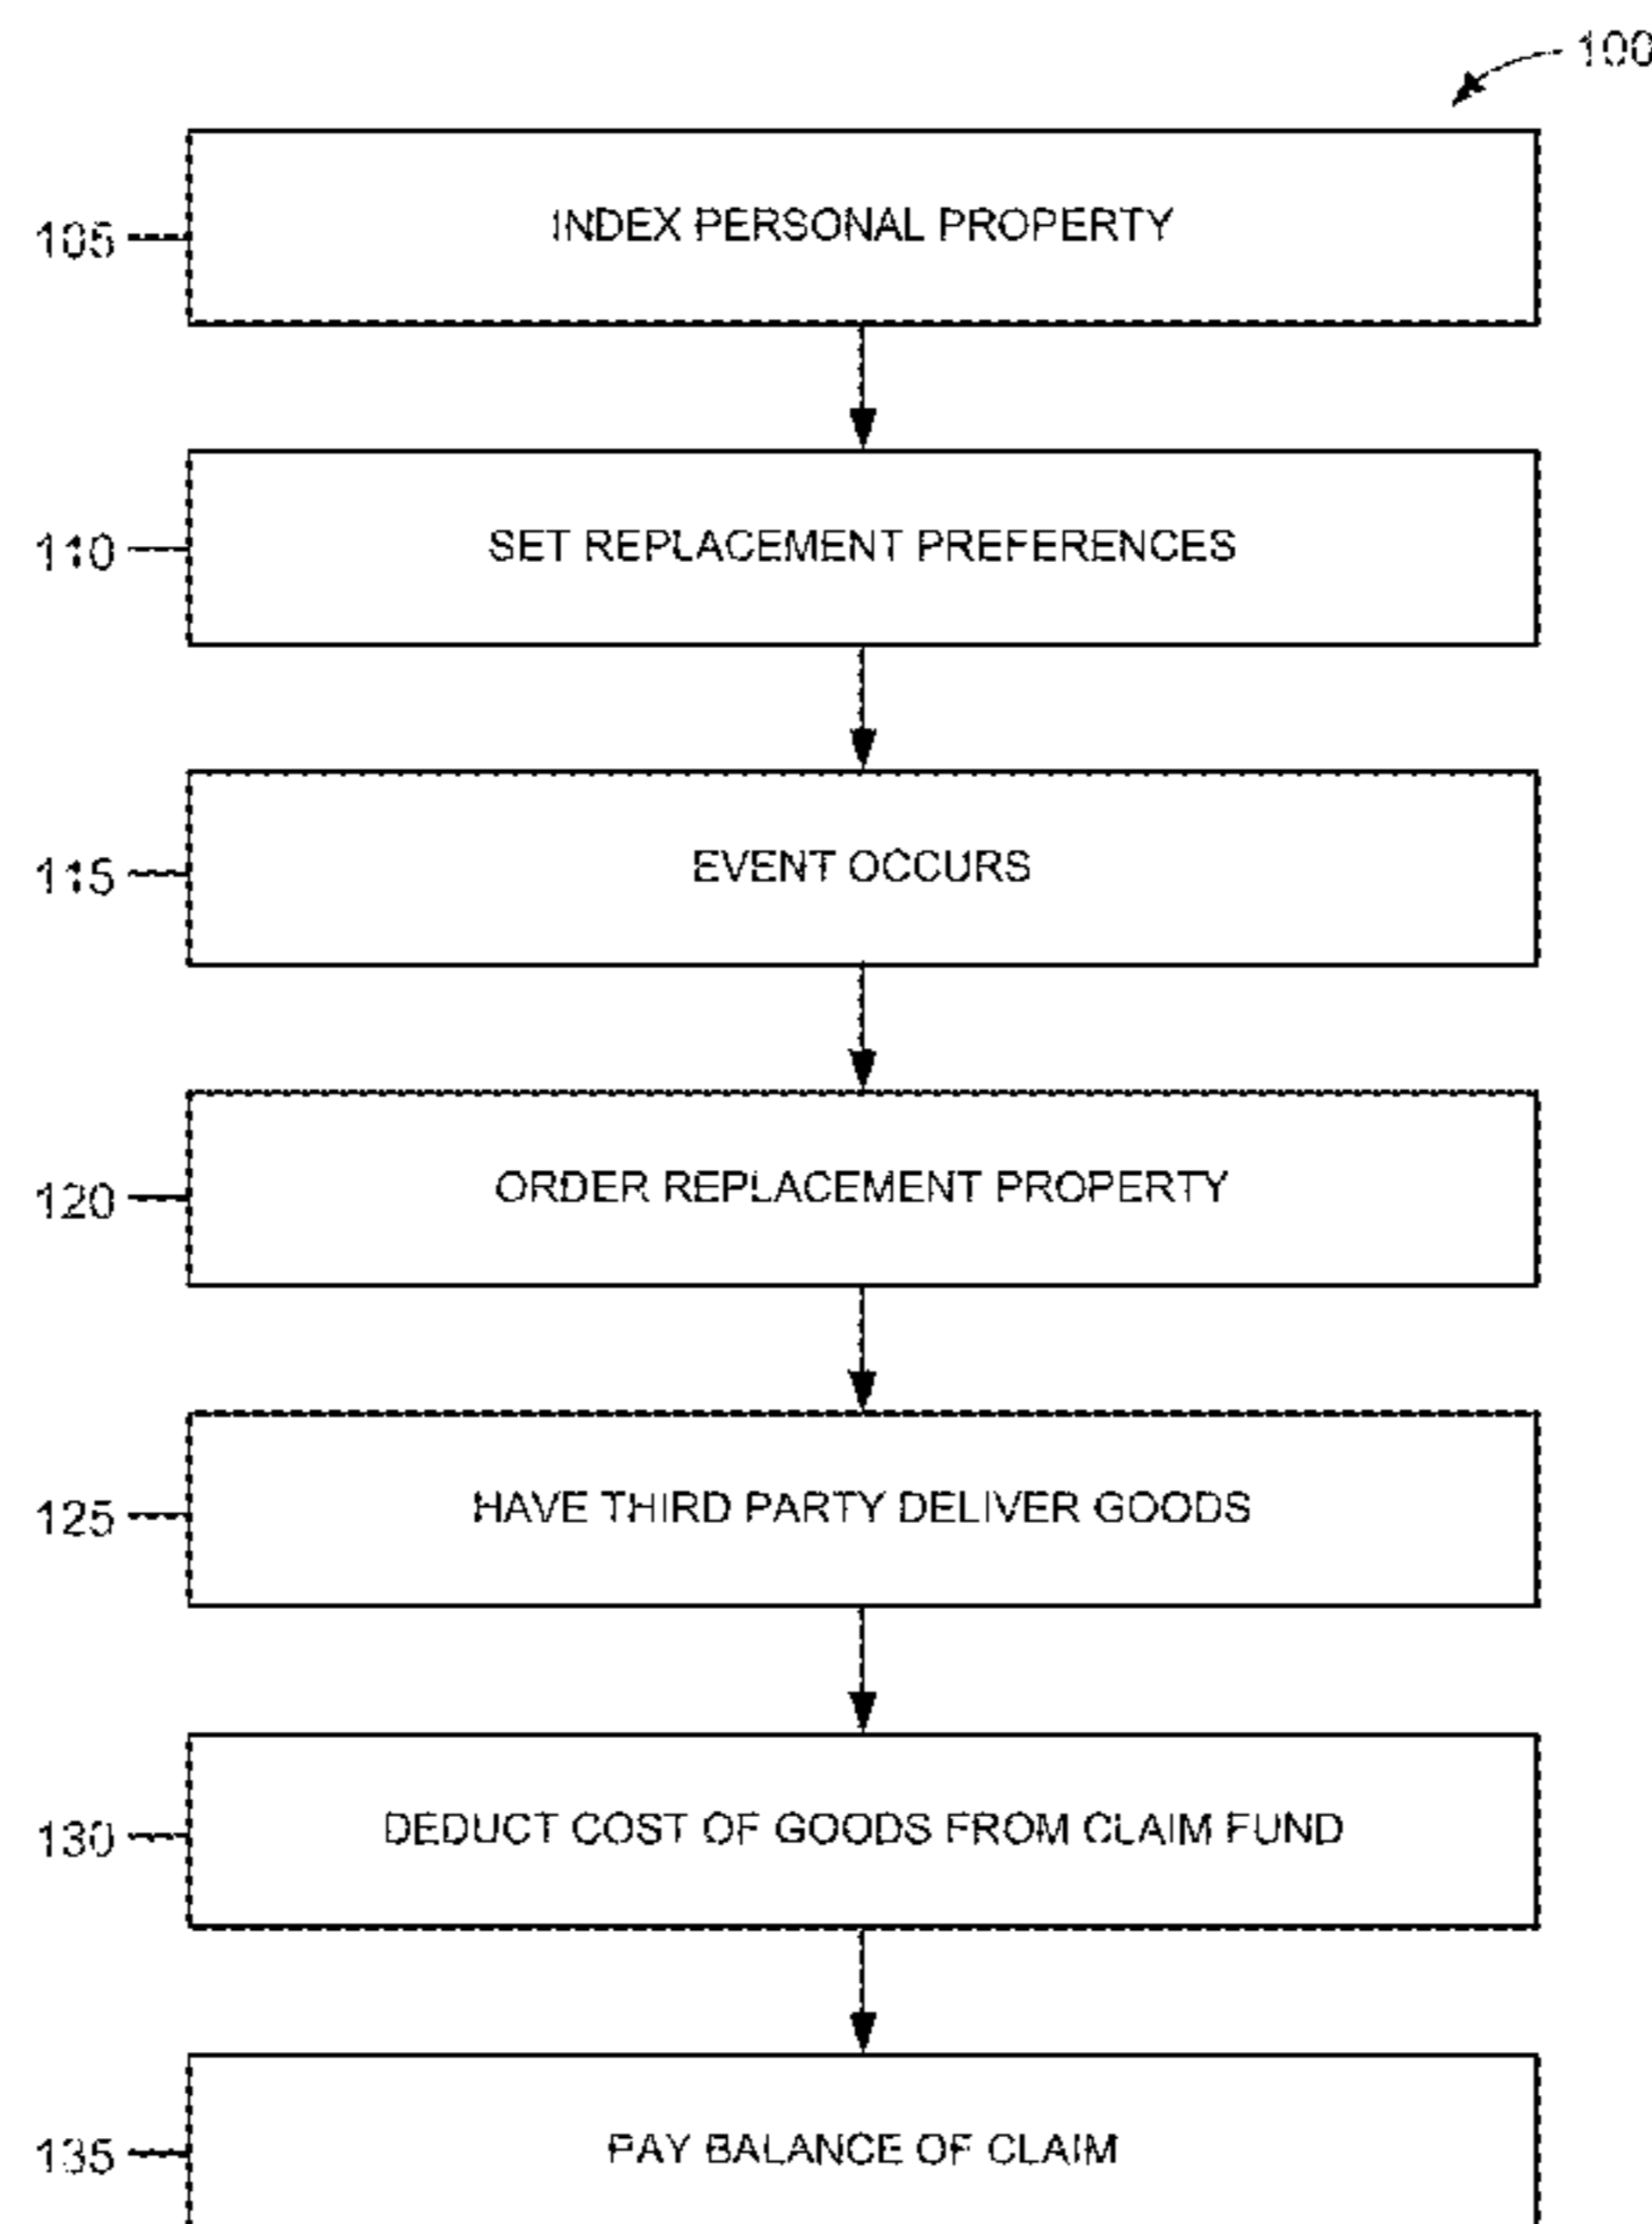 100
105 INDEX PERSONAL PROPERTY
110 SET REPLACEMENT PREFERENCES
115 EVENT OCCURS
120 ORDER REPLACEMENT PROPERTY
125 HAVE THIRD PARTY DELIVER GOODS
130 DEDUCT COST OF GOODS FROM CLAIM FUND
135 PAY BALANCE OF CLAIM